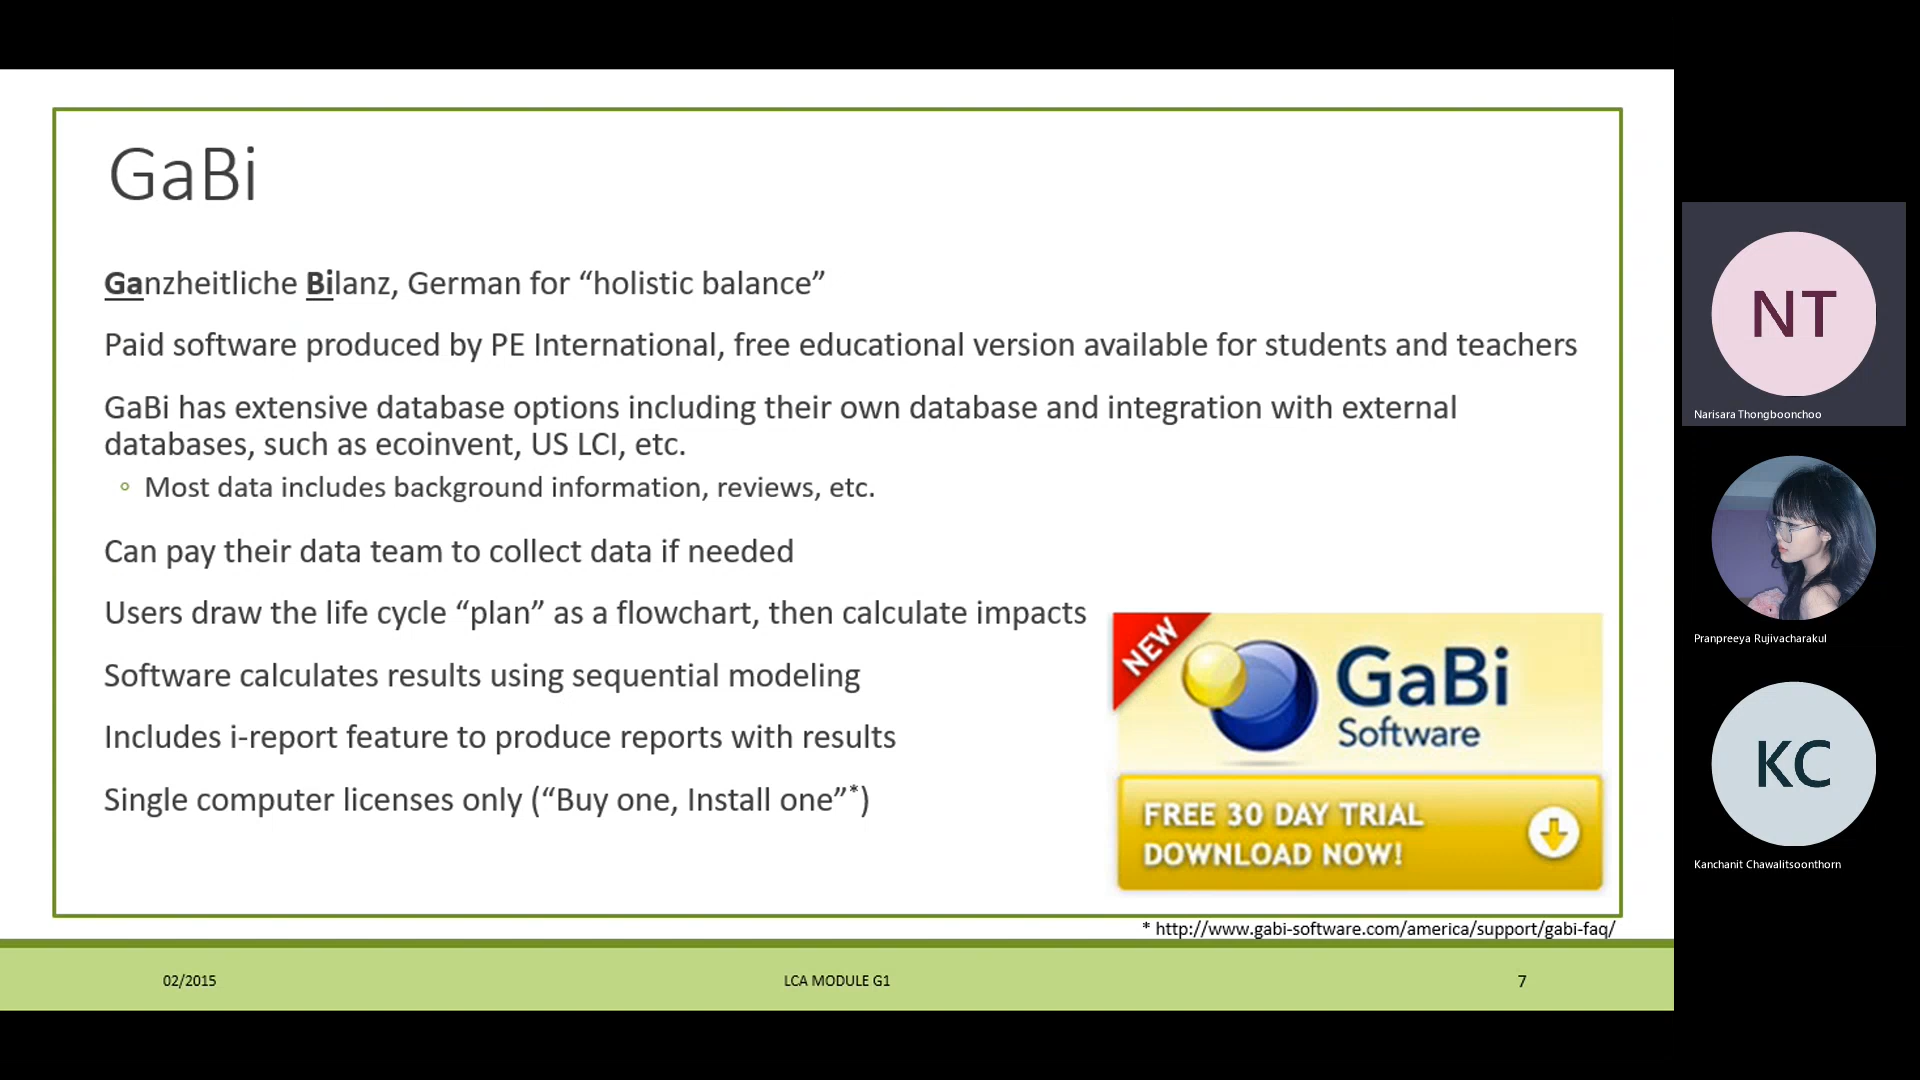 GaBi
Ganzheitliche Bilanz, German for “holistic balance”
Paid software produced by PE International, free educational version available for students and teachers
GaBi has extensive database options including their own database and integration with external
databases, such as ecoinvent, US LCI, etc.
◦ Most data includes background information, reviews, etc.
Can pay their data team to collect data if needed
Users draw the life cycle “plan” as a flowchart, then calculate impacts
Software calculates results using sequential modeling
Includes i-report feature to produce reports with results
Single computer licenses only (“Buy one, Install one”*)
NEW
GaBi
Software
FREE 30 DAY TRIAL
DOWNLOAD NOW!
* http://www.gabi-software.com/america/support/gabi-faq/
02/2015
LCA MODULE G1
7
NT
Narisara Thongboonchoo
Pranpreeya Rujivacharakul
KC
Kanchanit Chawalitsoonthorn